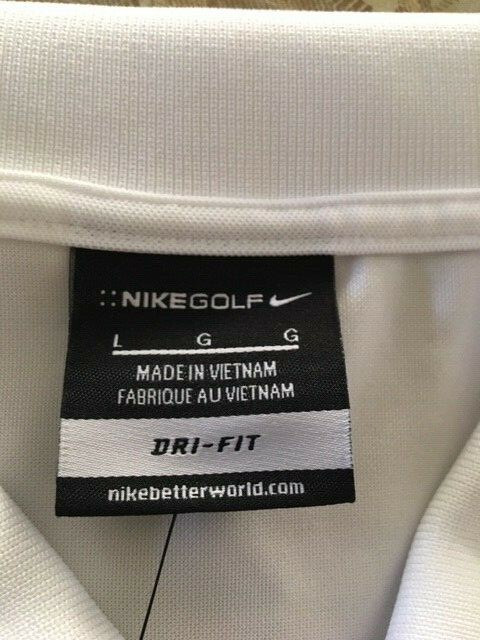 NIKEGOLF
L G G
MADE IN VIETNAM
FABRIQUE AU VIETNAM
DRI-FIT
nikebetterworld.com